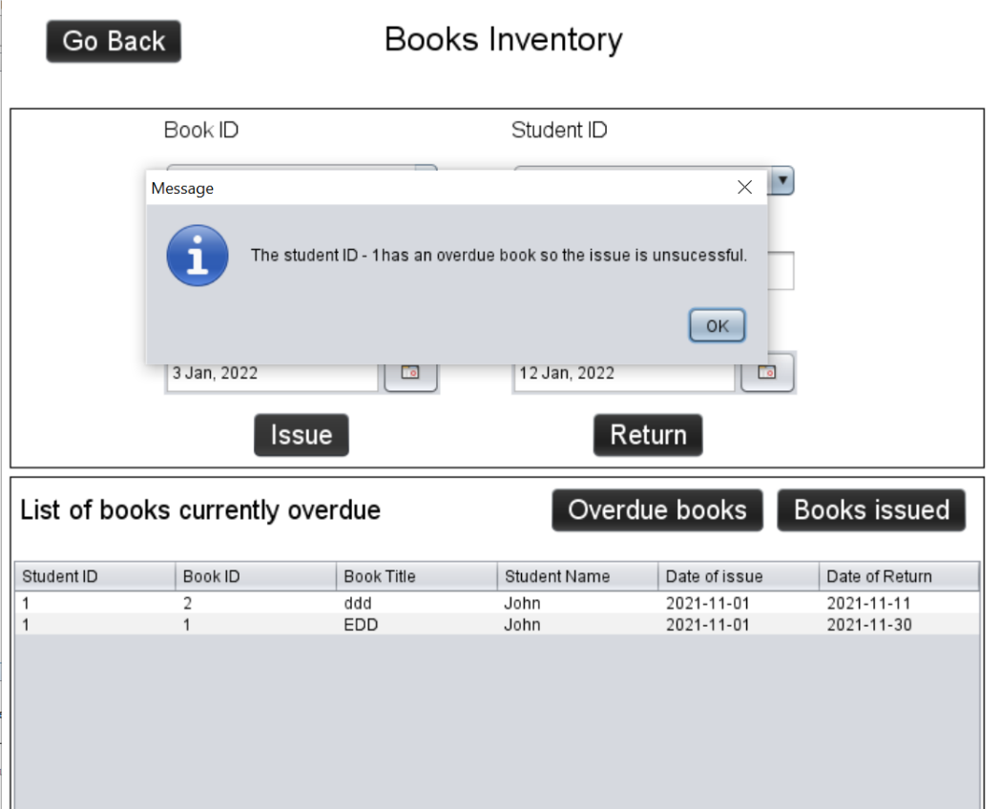 Go Back
Books Inventory
Book ID Student ID
Message
The student ID - 1has an overdue book so the issue is unsucessful.
OK
3 Jan, 2022 12 Jan, 2022
Issue Return
List of books currently overdue Overdue books Books issued
Student ID Book ID Book Title Student Name Date of issue Date of Return
1 2 ddd John 2021-11-01 2021-11-11
1 1 EDD John 2021-11-01 2021-11-30